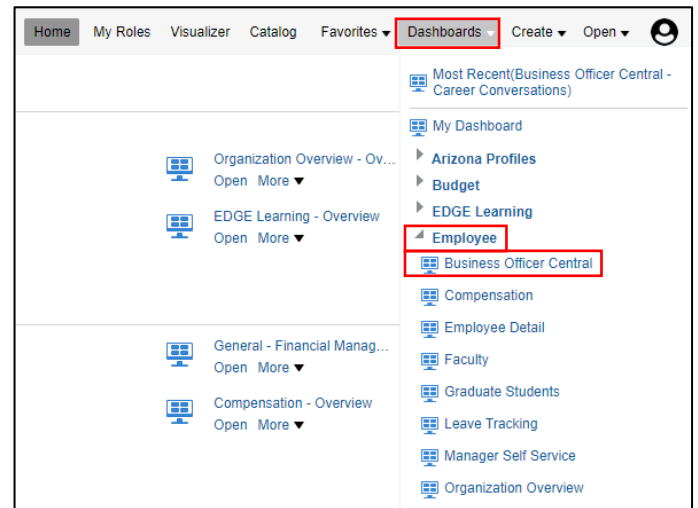 Home My Roles Visualizer Catalog Favorites Dashboards Create Open
Most Recent(Business Officer Central -
Career Conversations)
My Dashboard
Arizona Profiles
Budget
EDGE Learning
Employee
Business Officer Central
Compensation
Employee Detail
Faculty
Graduate Students
Leave Tracking
Manager Self Service
Organization Overview
Organization Overview - Ov...
Open More
EDGE Learning - Overview
Open More
General - Financial Manag...
Open More
Compensation - Overview
Open More